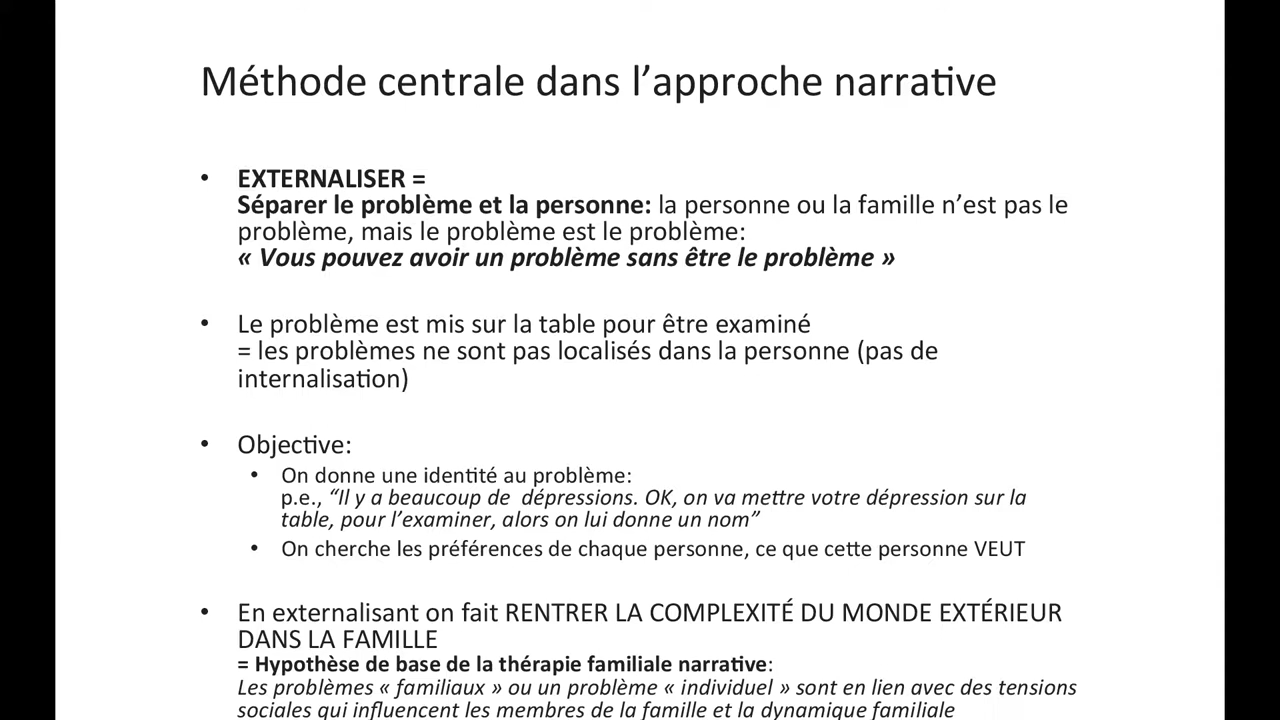 Méthode centrale dans l’approche narrative
• EXTERNALISER =
Séparer le problème et la personne: la personne ou la famille n’est pas le
problème, mais le problème est le problème:
« Vous pouvez avoir un problème sans être le problème »
• Le problème est mis sur la table pour être examiné
= les problèmes ne sont pas localisés dans la personne (pas de
internalisation)
• Objective:
• On donne une identité au problème:
p.e., “Il y a beaucoup de dépressions. OK, on va mettre votre dépression sur la
table, pour l’examiner, alors on lui donne un nom”
• On cherche les préférences de chaque personne, ce que cette personne VEUT
• En externalisant on fait RENTRER LA COMPLEXITÉ DU MONDE EXTÉRIEUR
DANS LA FAMILLE
= Hypothèse de base de la thérapie familiale narrative:
Les problèmes « familiaux » ou un problème « individuel » sont en lien avec des tensions
sociales qui influencent les membres de la famille et la dynamique familiale